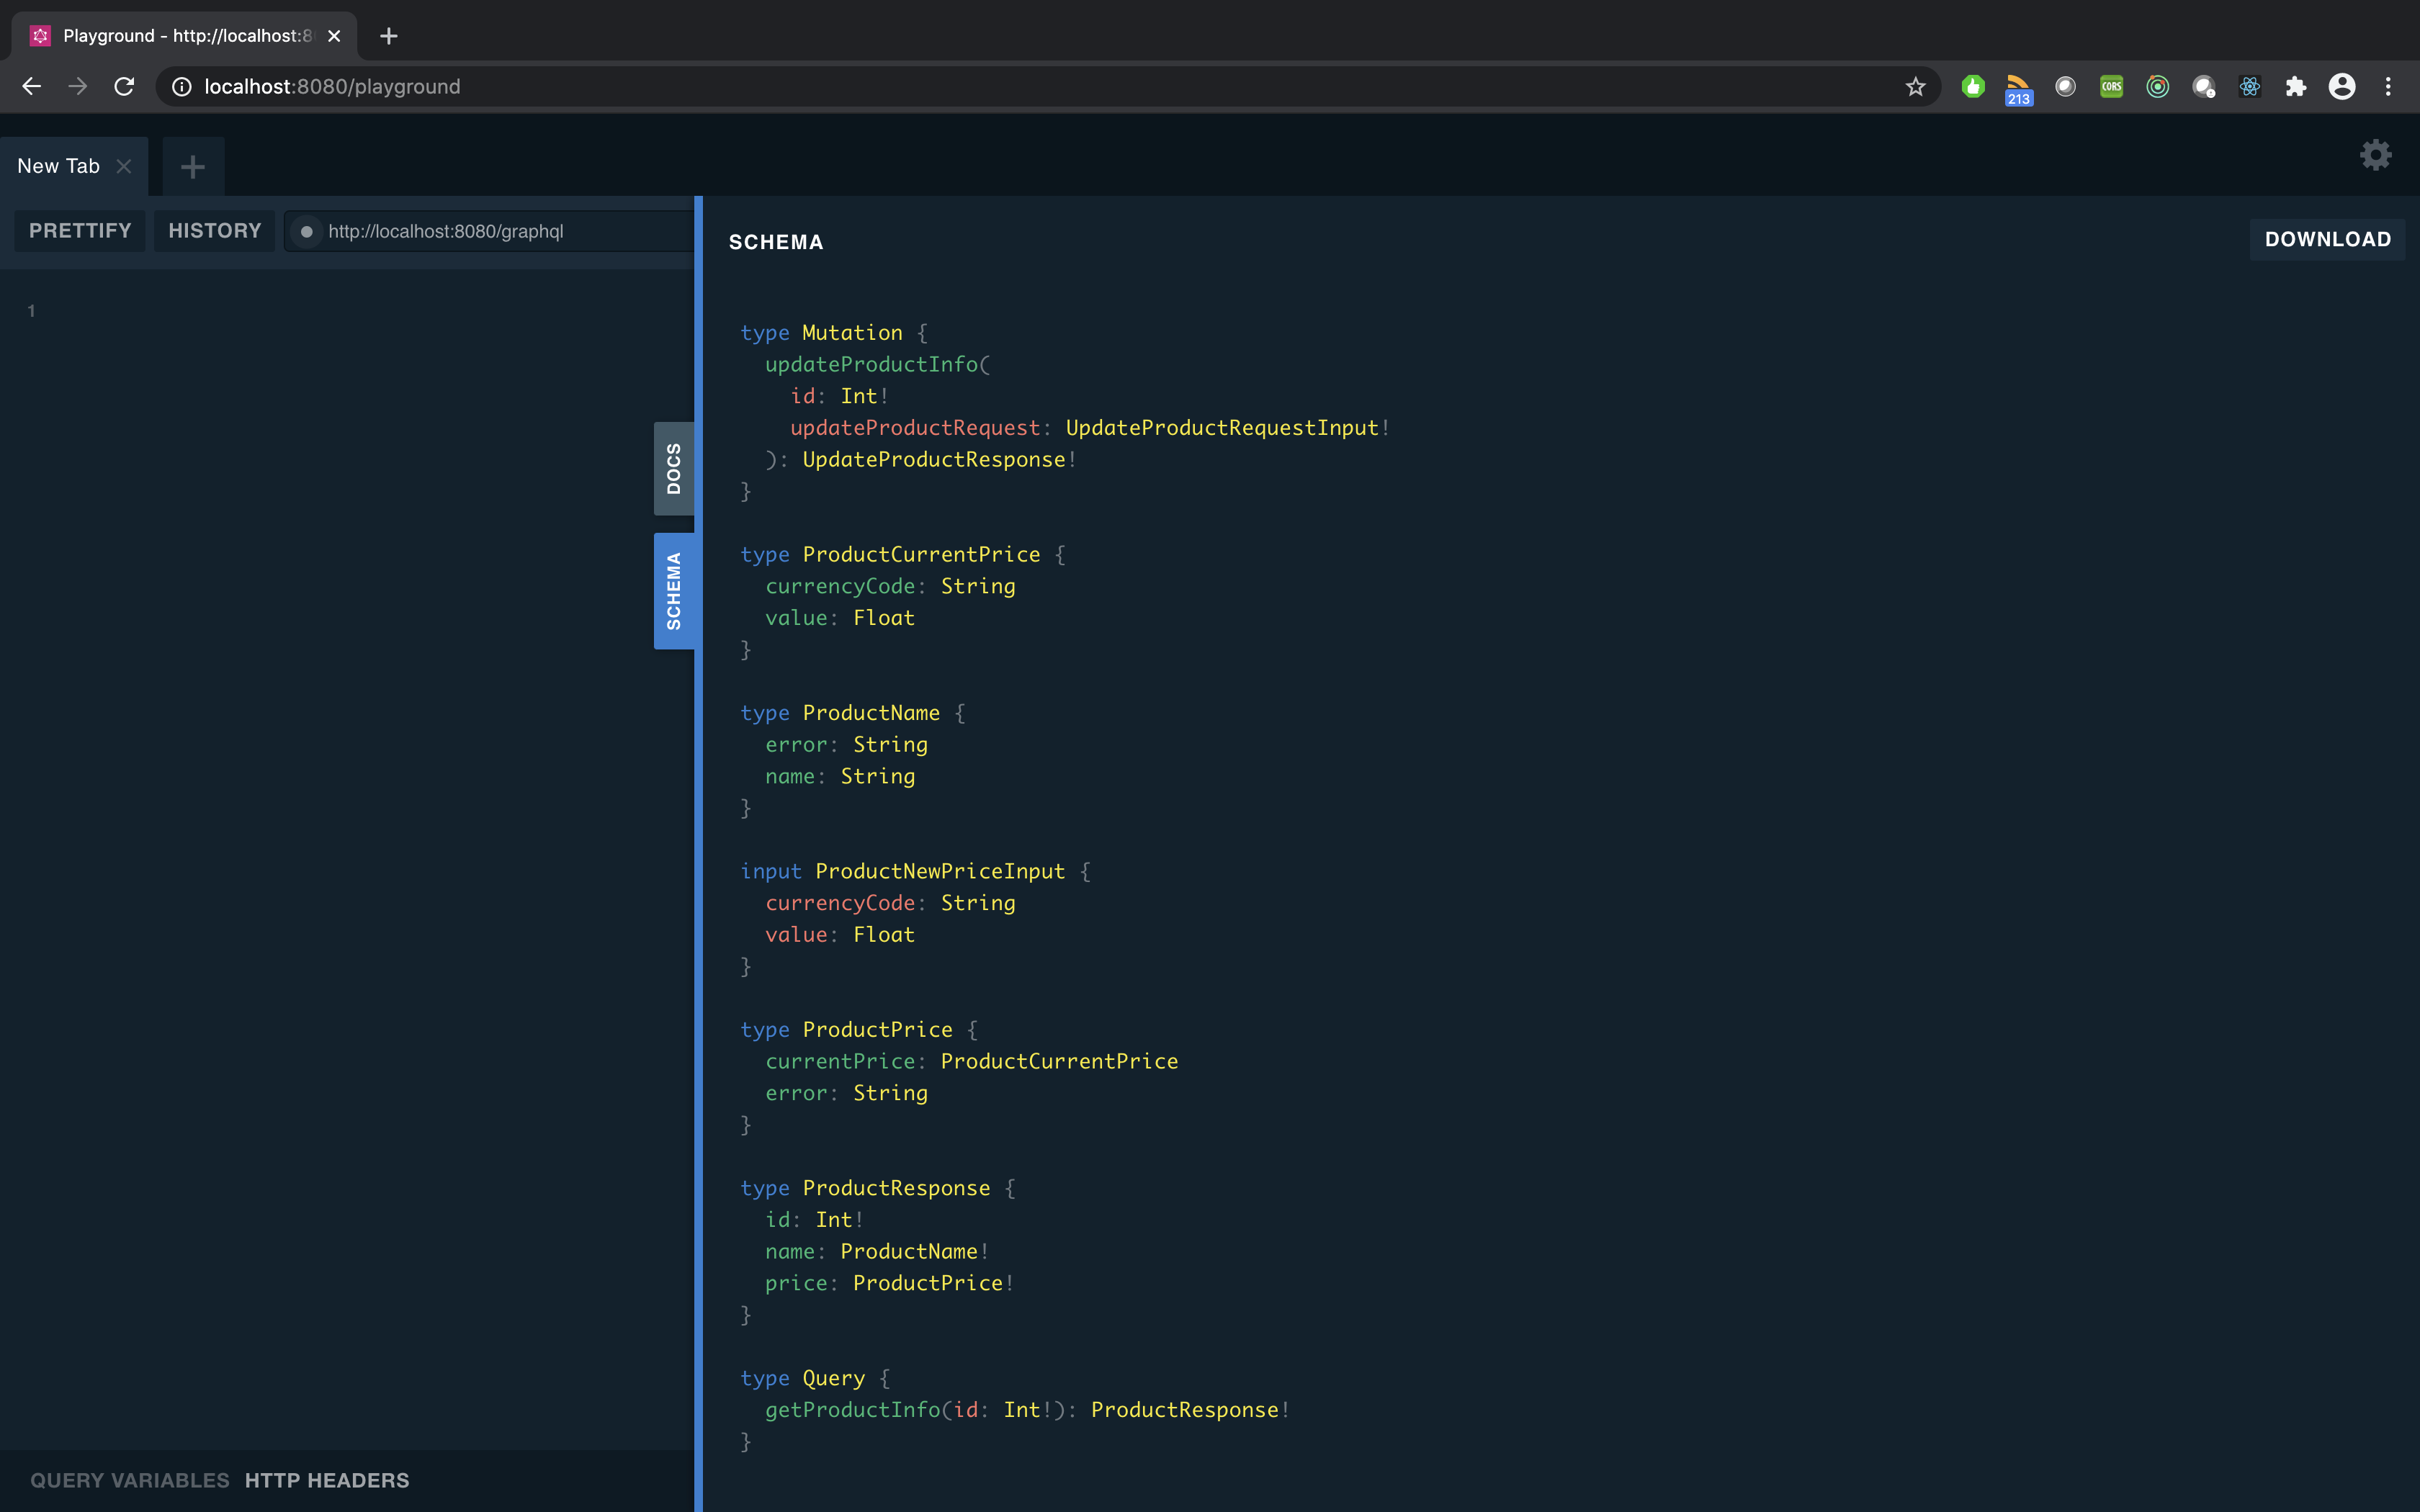 Playground - http://localhost:8
localhost:8080/playground
213
CORS
New Tab
PRETTIFY
HISTORY
http://localhost:8080/graphql
1
DOCS
SCHEMA
SCHEMA
DOWNLOAD
type Mutation {
  updateProductInfo(
    id: Int!
    updateProductRequest: UpdateProductRequestInput!
  ): UpdateProductResponse!
}
type ProductCurrentPrice {
  currencyCode: String
  value: Float
}
type ProductName {
  error: String
  name: String
}
input ProductNewPriceInput {
  currencyCode: String
  value: Float
}
type ProductPrice {
  currentPrice: ProductCurrentPrice
  error: String
}
type ProductResponse {
  id: Int!
  name: ProductName!
  price: ProductPrice!
}
type Query {
  getProductInfo(id: Int!): ProductResponse!
}
QUERY VARIABLES
HTTP HEADERS